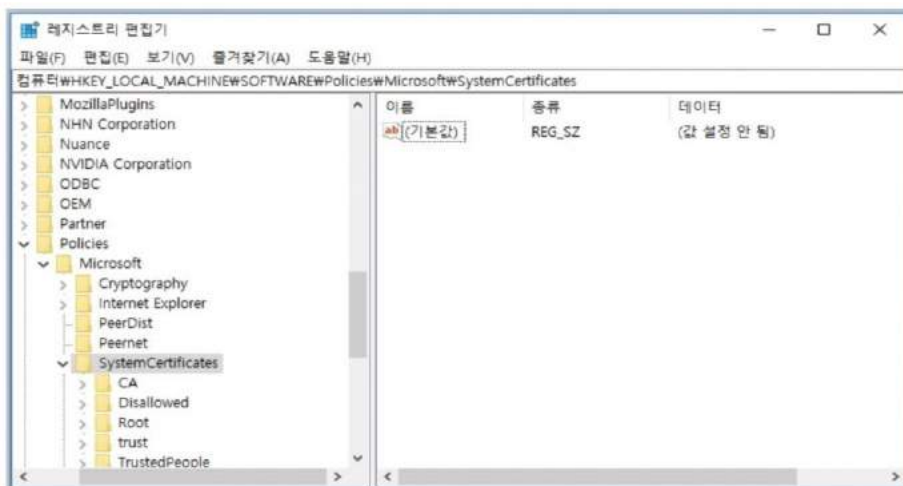 레지스트리 편집기
파일(F) 편집(E) 보기(V) 즐겨찾기(A) 도움말(H)
컴퓨터₩HKEY_LOCAL_MACHINE₩SOFTWARE₩Policies₩Microsoft₩SystemCertificates
MozillaPlugins
NHN Corporation
Nuance
NVIDIA Corporation
ODBC
OEM
Partner
Policies
Microsoft
Cryptography
Internet Explorer
PeerDist
Peernet
SystemCertificates
CA
Disallowed
Root
trust
TrustedPeople
이름 종류 데이터
ab (기본값) REG_SZ (값 설정 안 됨)